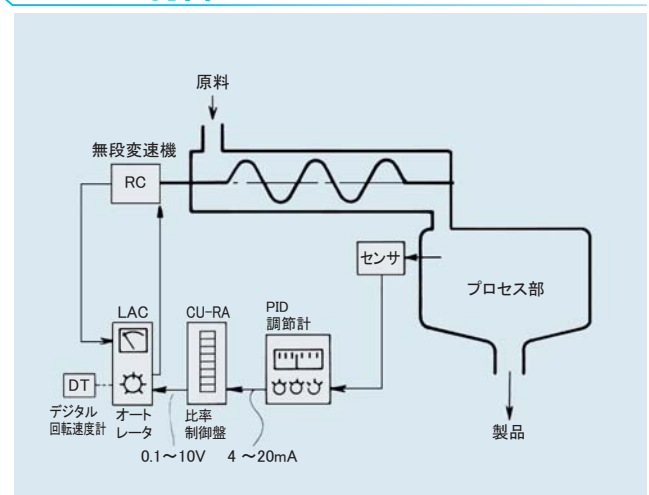 原料
無段変速機
RC
センサ
プロセス部
LAC
CU-RA
PID
調節計
DT
デジタル
回転速度計
オート
レータ
比率
制御盤
0.1～10V
4 ～20mA
製品